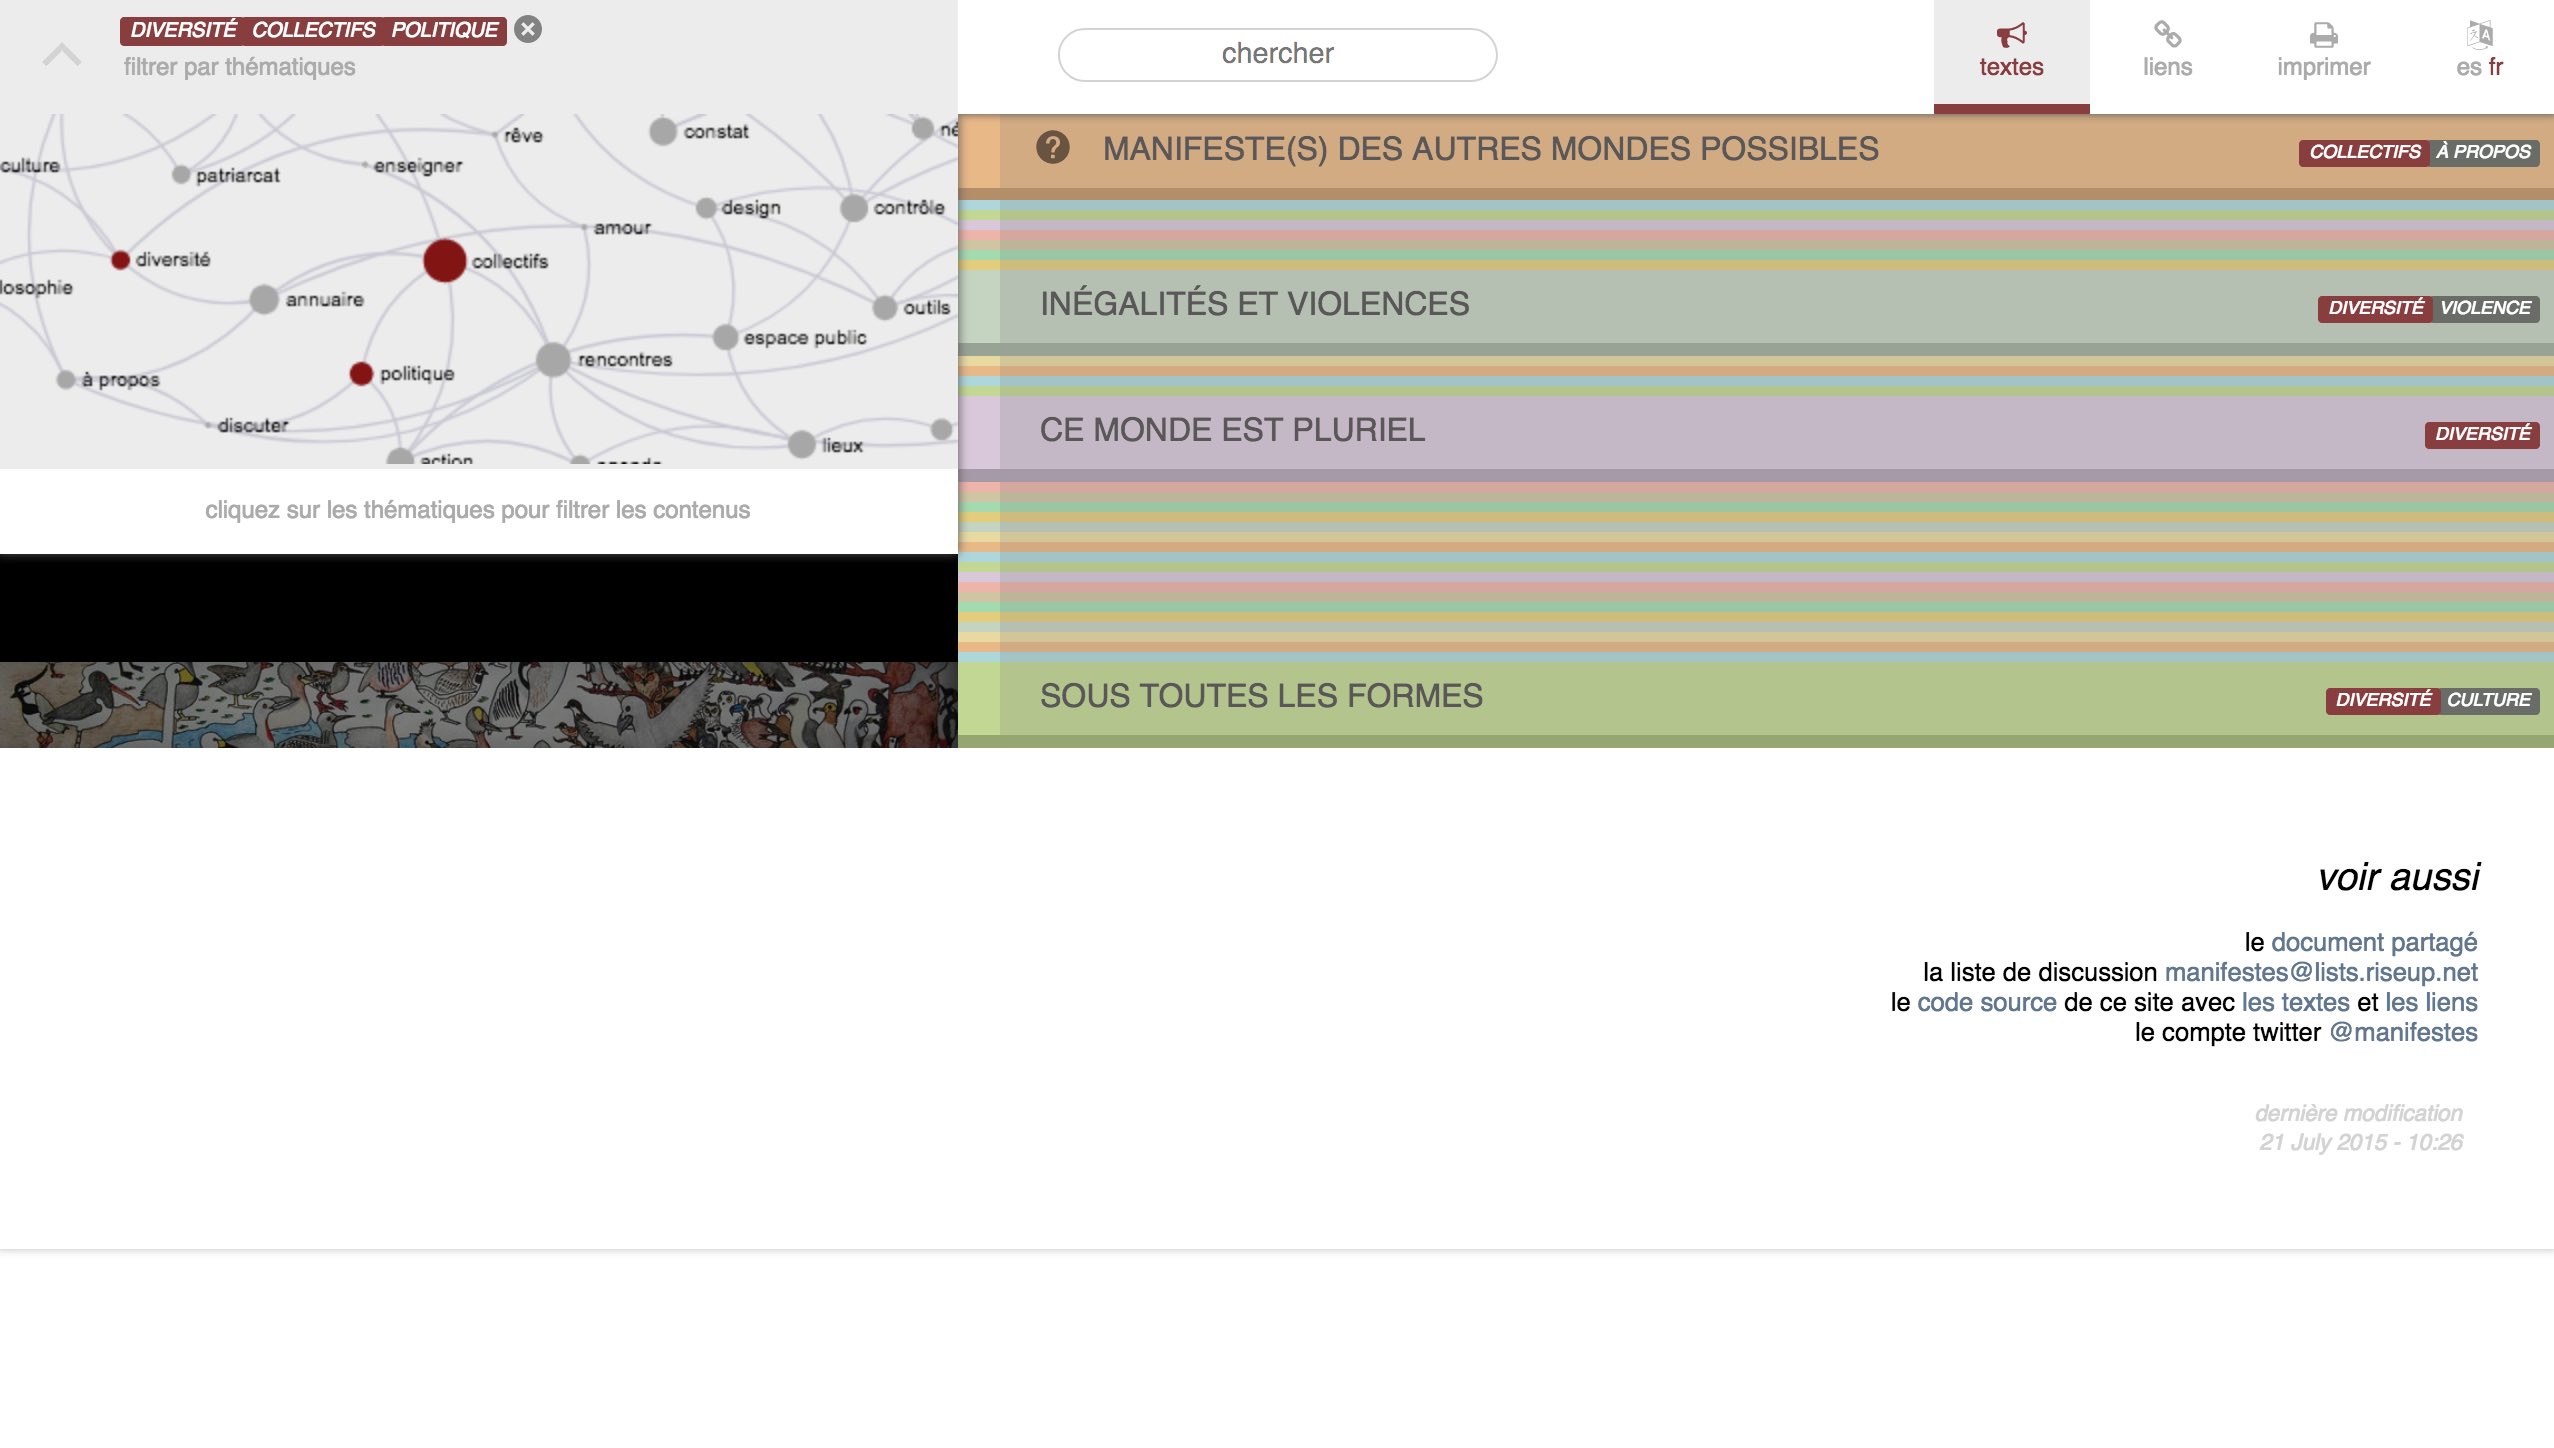 DIVERSITÉ COLLECTIFS POLITIQUE
filtrer par thématiques
chercher
textes
liens
imprimer
es fr
rêve
constat
culture
patriarcat
enseigner
design
contrôle
amour
diversité
collectifs
losophie
annuaire
outils
espace public
rencontres
politique
à propos
discuter
lieux
action
cliquez sur les thématiques pour filtrer les contenus
MANIFESTE(S) DES AUTRES MONDES POSSIBLES
COLLECTIFS À PROPOS
INÉGALITÉS ET VIOLENCES
DIVERSITÉ VIOLENCE
CE MONDE EST PLURIEL
DIVERSITÉ
SOUS TOUTES LES FORMES
DIVERSITÉ CULTURE
voir aussi
le document partagé
la liste de discussion manifestes@lists.riseup.net
le code source de ce site avec les textes et les liens
le compte twitter @manifestes
dernière modification
21 July 2015 - 10:26